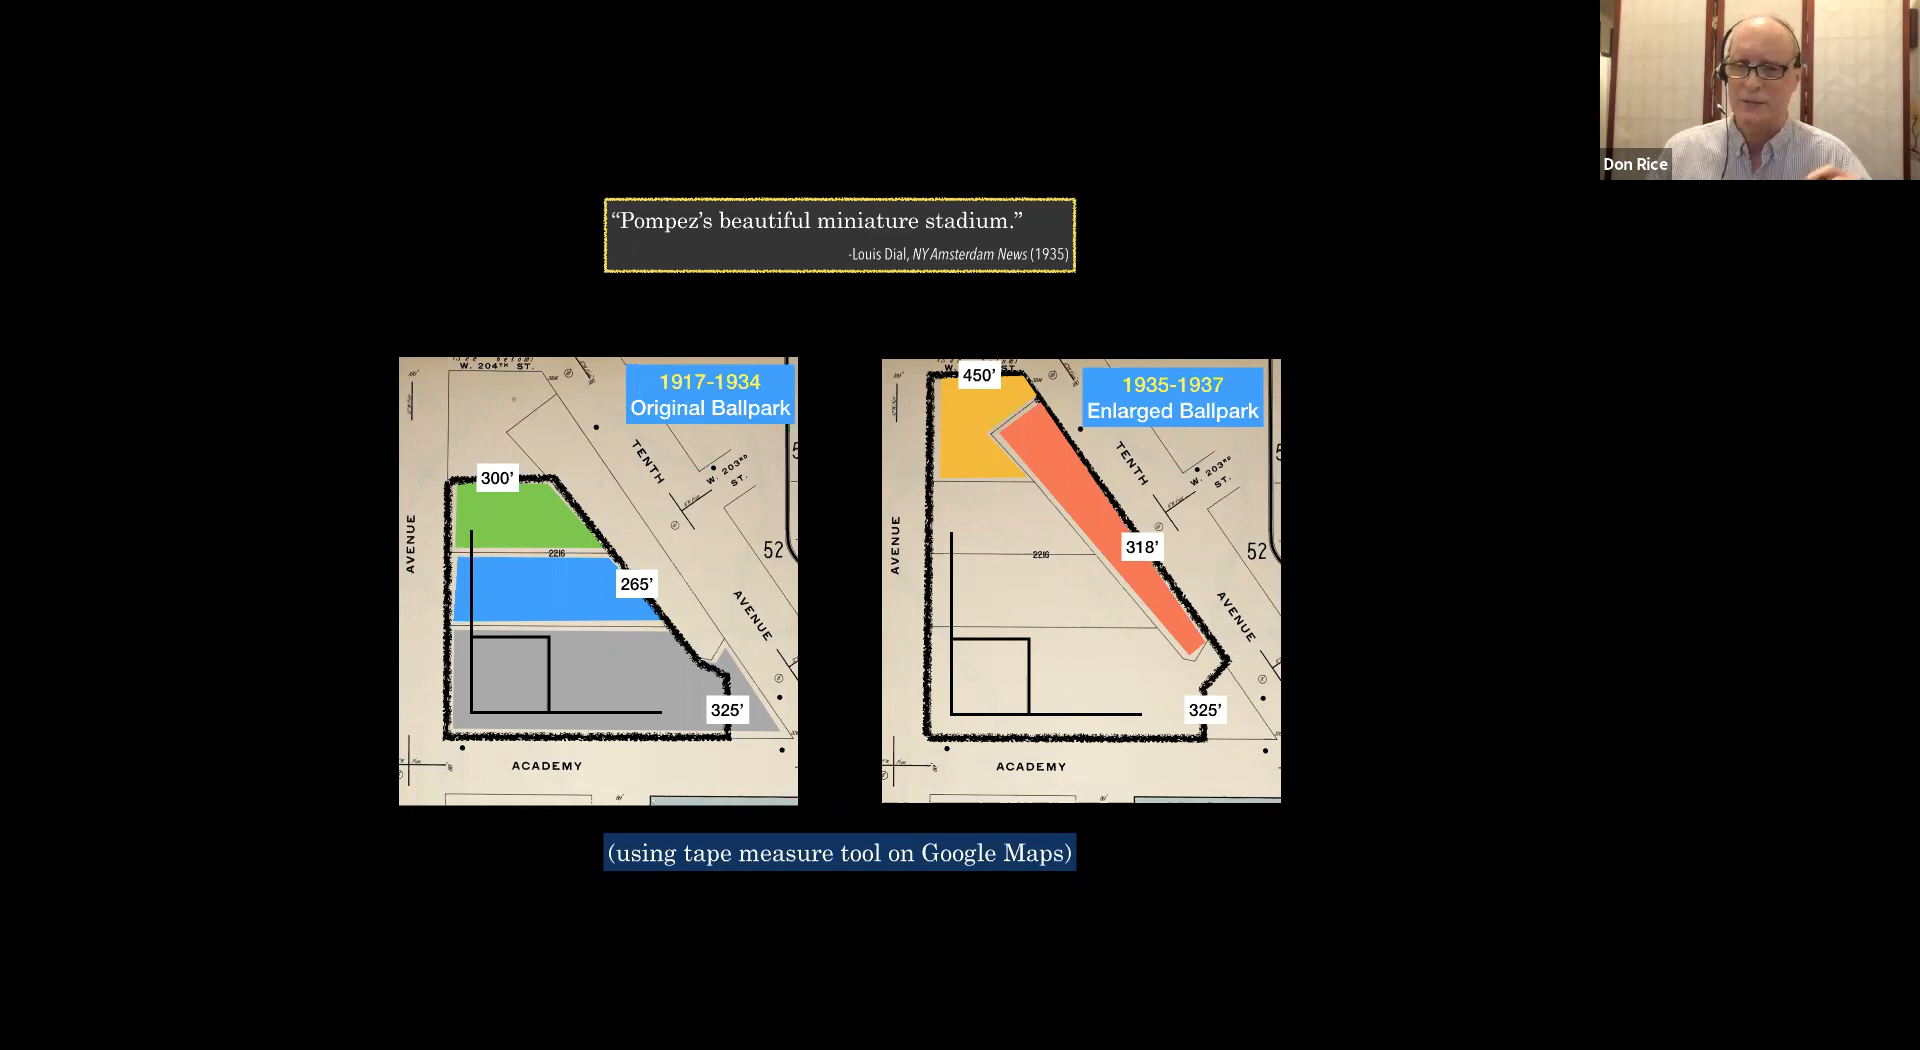 Don Rice
“Pompez’s beautiful miniature stadium.”
-Louis Dial, NY Amsterdam News (1935)
W. 204TH ST.
1917-1934
Original Ballpark
300’
TENTH
W. 203RD
ST.
AVENUE
2216
52
265’
AVENUE
325’
ACADEMY
450’
1935-1937
Enlarged Ballpark
TENTH
W. 203RD
ST.
AVENUE
2216
318’
52
AVENUE
325’
ACADEMY
(using tape measure tool on Google Maps)